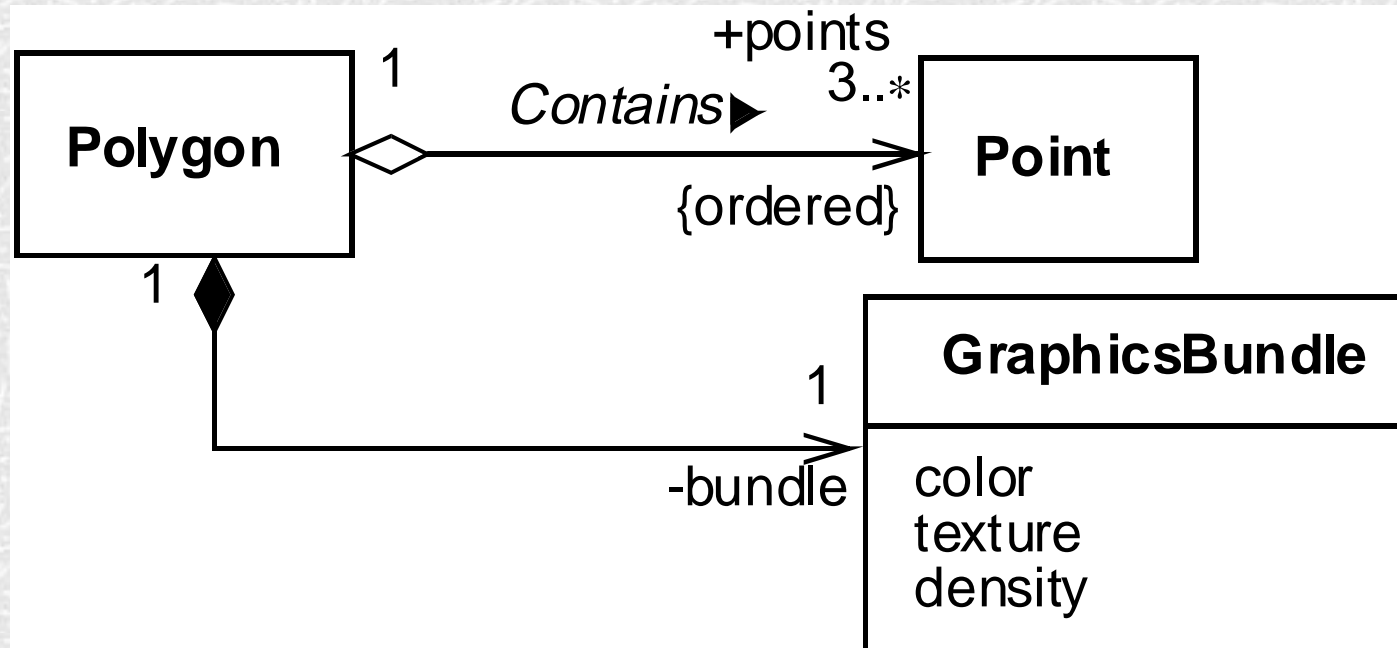 +points
1
3..*
Contains
Polygon
Point
{ordered}
1
GraphicsBundle
1
-bundle
color
texture
density